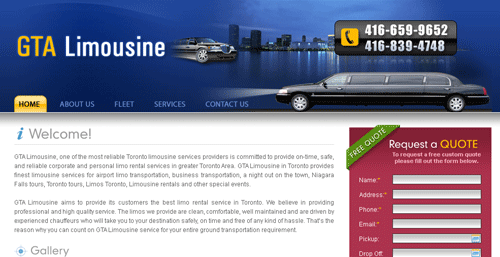 GTA Limousine
416-659-9652
416-839-4748
HOME ABOUT US FLEET SERVICES CONTACT US
Welcome!
GTA Limousine, one of the most reliable Toronto limousine services providers is committed to provide on-time, safe,
and reliable corporate and personal limo rental services in greater Toronto Area. GTA Limousine in Toronto provides
finest limousine services for airport limo transportation, business transportation, a night out on the town, Niagara
Falls tours, Toronto tours, Limos Toronto, Limousine rentals and other special events.
GTA Limousine aims to provide its customers the best limo rental service in Toronto. We believe in providing
professional and high quality service. The limos we provide are clean, comfortable, well maintained and are driven by
experienced chauffeurs who will take you to your destination safely, on time and free of any kind of hassle. That's the
reason why you can count on GTA Limousine service for your entire ground transportation requirement.
Gallery
FREE QUOTE
Request a QUOTE
To request a free custom quote
please fill out the form below.
Name:*
Address:*
Phone:*
Email:*
Pickup:
Drop Off: